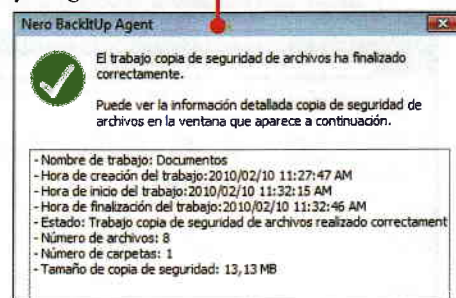 Nero BackItUp Agent
El trabajo copia de seguridad de archivos ha finalizado
correctamente.
Puede ver la información detallada copia de seguridad de
archivos en la ventana que aparece a continuación.
- Nombre de trabajo: Documentos
- Hora de creación del trabajo:2010/02/10 11:27:47 AM
- Hora de inicio del trabajo:2010/02/10 11:32:15 AM
- Hora de finalización del trabajo:2010/02/10 11:32:46 AM
- Estado: Trabajo copia de seguridad de archivos realizado correctament
- Número de archivos: 8
- Número de carpetas: 1
- Tamaño de copia de seguridad: 13,13 MB